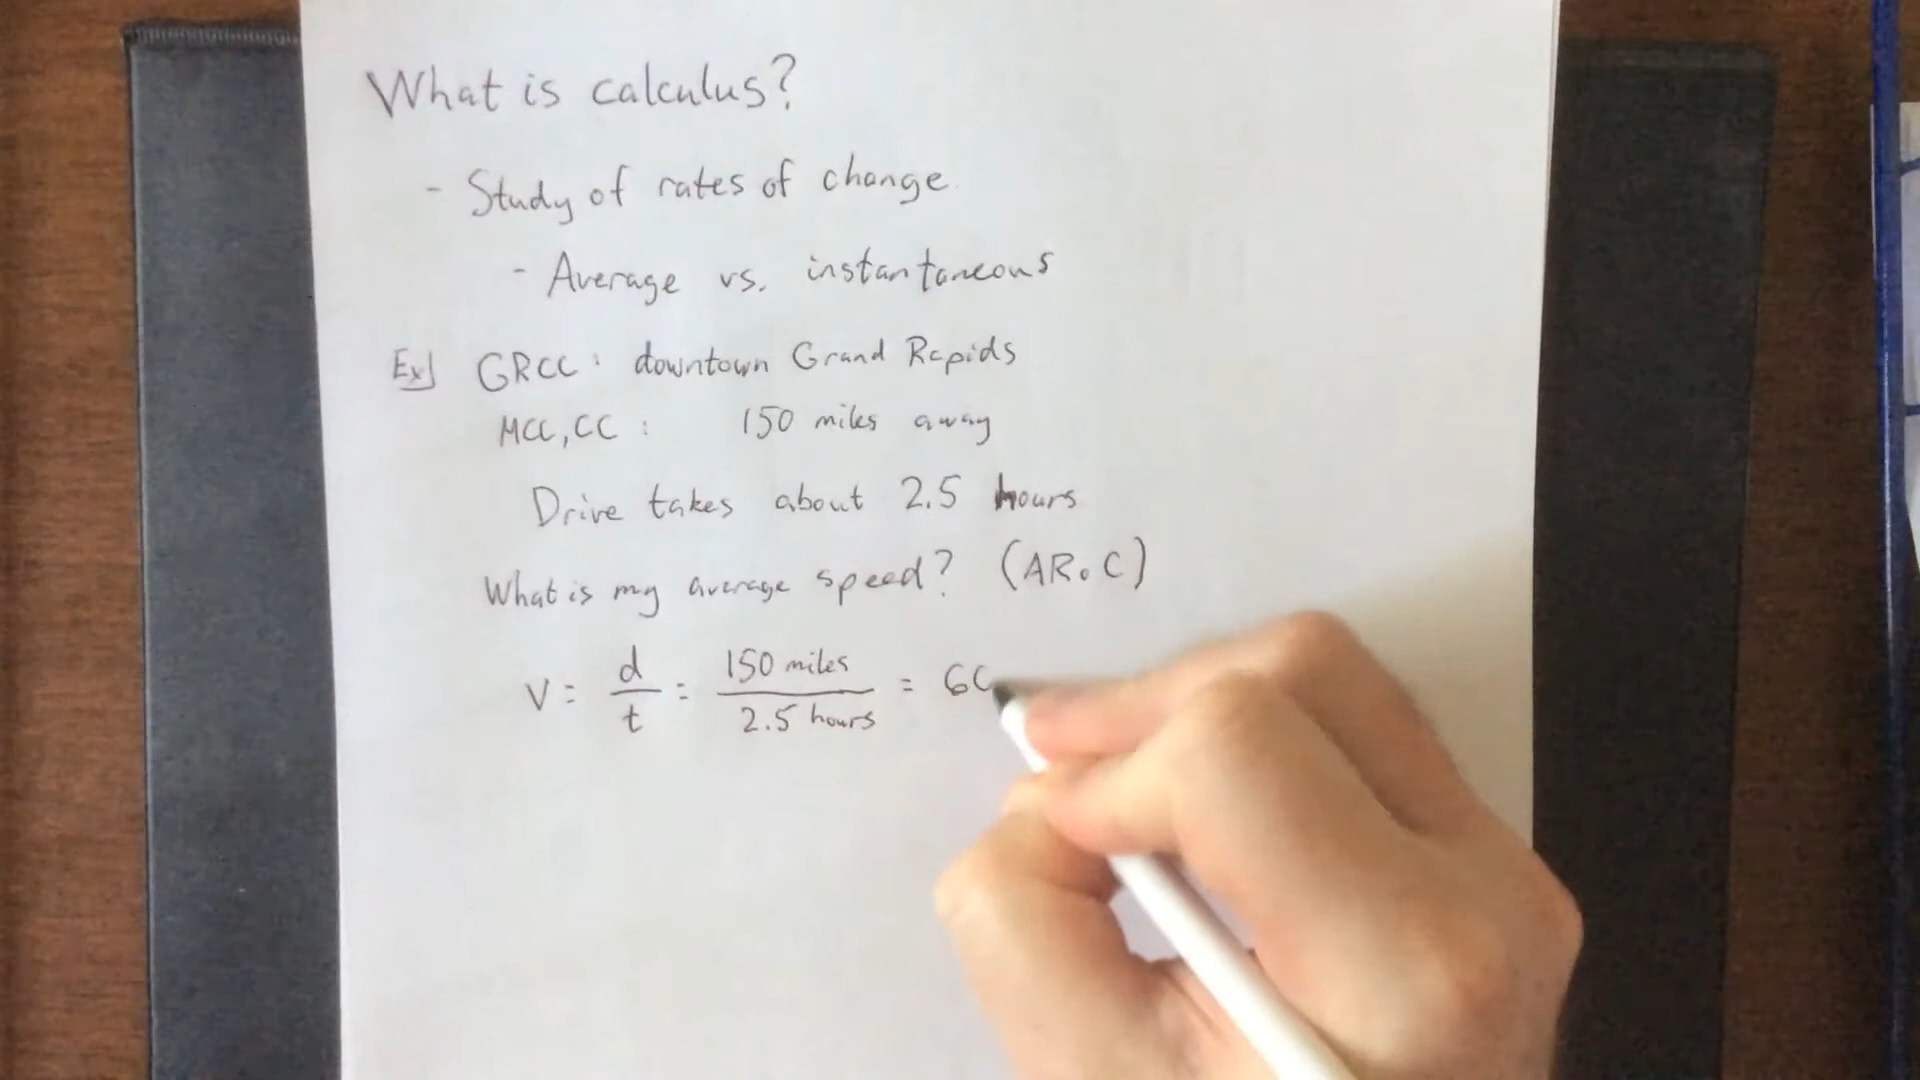 What is calculus?
- Study of rates of change
- Average vs. instantaneous
Ex] GRCC: downtown Grand Rapids
MCC, CC: 150 miles away
Drive takes about 2.5 hours
What is my average speed? (ARoC)
V = d/t = 150 miles/2.5 hours = 60